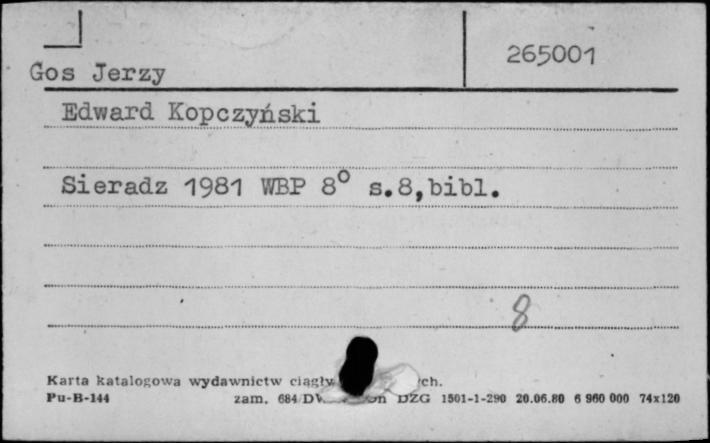 265001
Gos Jerzy
Edward Kopczyński
Sieradz 1981 WBP 8° s.8,bibl.
8
Karta katalogowa wydawnictw
Pu-B-144 zam. 684 DZG 1501-1-290 20.06.80 6 960 000 74x120